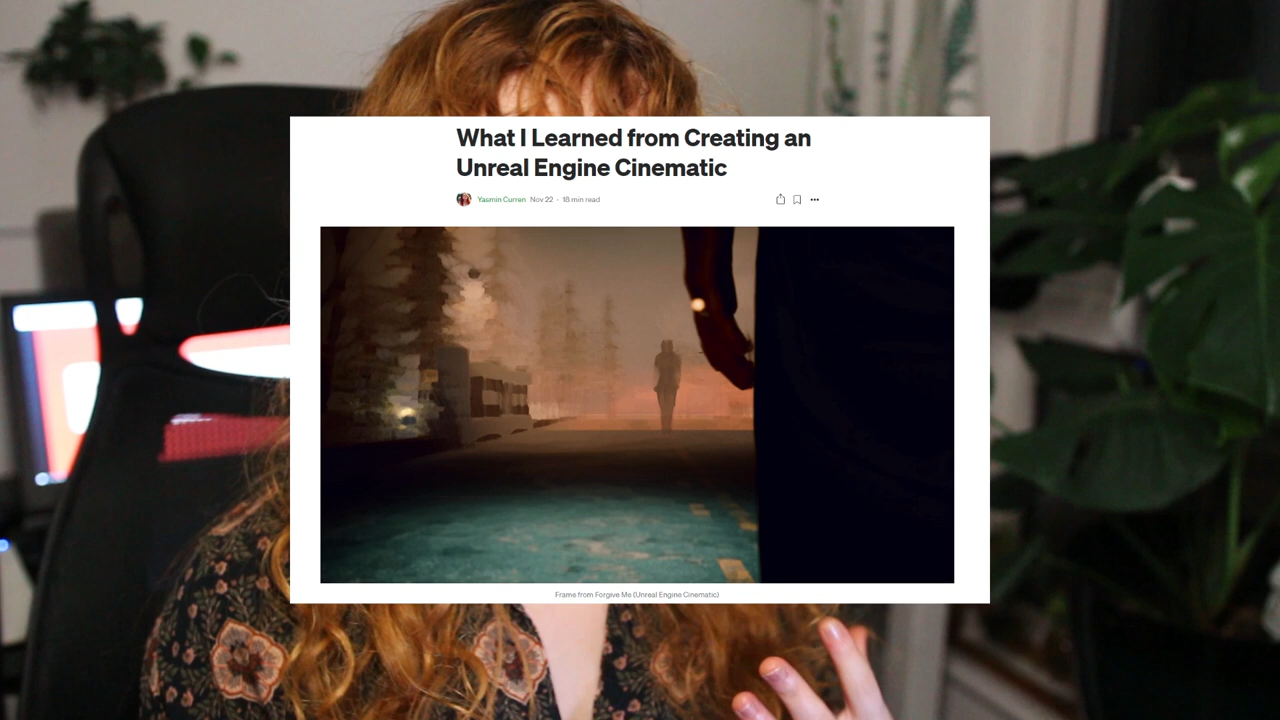 What I Learned from Creating an
Unreal Engine Cinematic
Yasmin Curren Nov 22 · 18 min read
Frame from Forgive Me (Unreal Engine Cinematic)